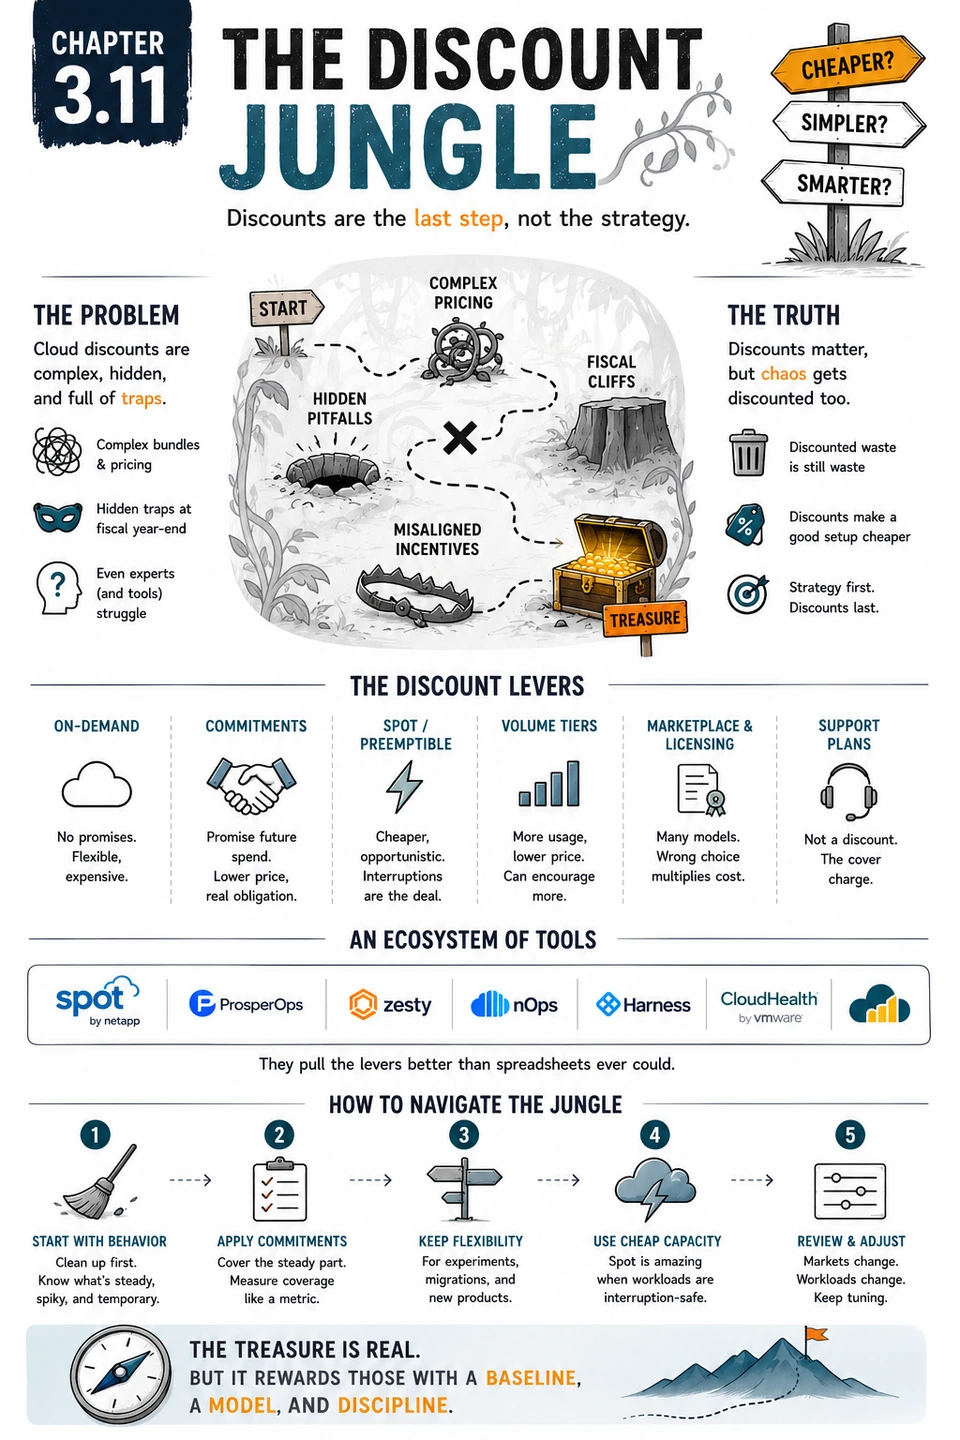 CHAPTER
3.11
THE DISCOUNT
JUNGLE
Discounts are the last step, not the strategy.
CHEAPER?
SIMPLER?
SMARTER?
THE PROBLEM
Cloud discounts are
complex, hidden,
and full of traps.
Complex bundles
& pricing
Hidden traps at
fiscal year-end
Even experts
(and tools)
struggle
START
COMPLEX
PRICING
FISCAL
CLIFFS
HIDDEN
PITFALLS
MISALIGNED
INCENTIVES
TREASURE
THE TRUTH
Discounts matter,
but chaos gets
discounted too.
Discounted waste
is still waste
Discounts make a
good setup cheaper
Strategy first.
Discounts last.
THE DISCOUNT LEVERS
ON-DEMAND
No promises.
Flexible,
expensive.
COMMITMENTS
Promise future
spend.
Lower price,
real obligation.
SPOT /
PREEMPTIBLE
Cheaper,
opportunistic.
Interruptions
are the deal.
VOLUME TIERS
More usage,
lower price.
Can encourage
more.
MARKETPLACE &
LICENSING
Many models.
Wrong choice
multiplies cost.
SUPPORT
PLANS
Not a discount.
The cover
charge.
AN ECOSYSTEM OF TOOLS
spot
by netapp
ProsperOps
zesty
nOps
Harness
CloudHealth
by vmware
They pull the levers better than spreadsheets ever could.
HOW TO NAVIGATE THE JUNGLE
1
START WITH BEHAVIOR
Clean up first.
Know what's steady,
spiky, and temporary.
2
APPLY COMMITMENTS
Cover the steady part.
Measure coverage
like a metric.
3
KEEP FLEXIBILITY
For experiments,
migrations, and
new products.
4
USE CHEAP CAPACITY
Spot is amazing
when workloads are
interruption-safe.
5
REVIEW & ADJUST
Markets change.
Workloads change.
Keep tuning.
THE TREASURE IS REAL.
BUT IT REWARDS THOSE WITH A BASELINE,
A MODEL, AND DISCIPLINE.